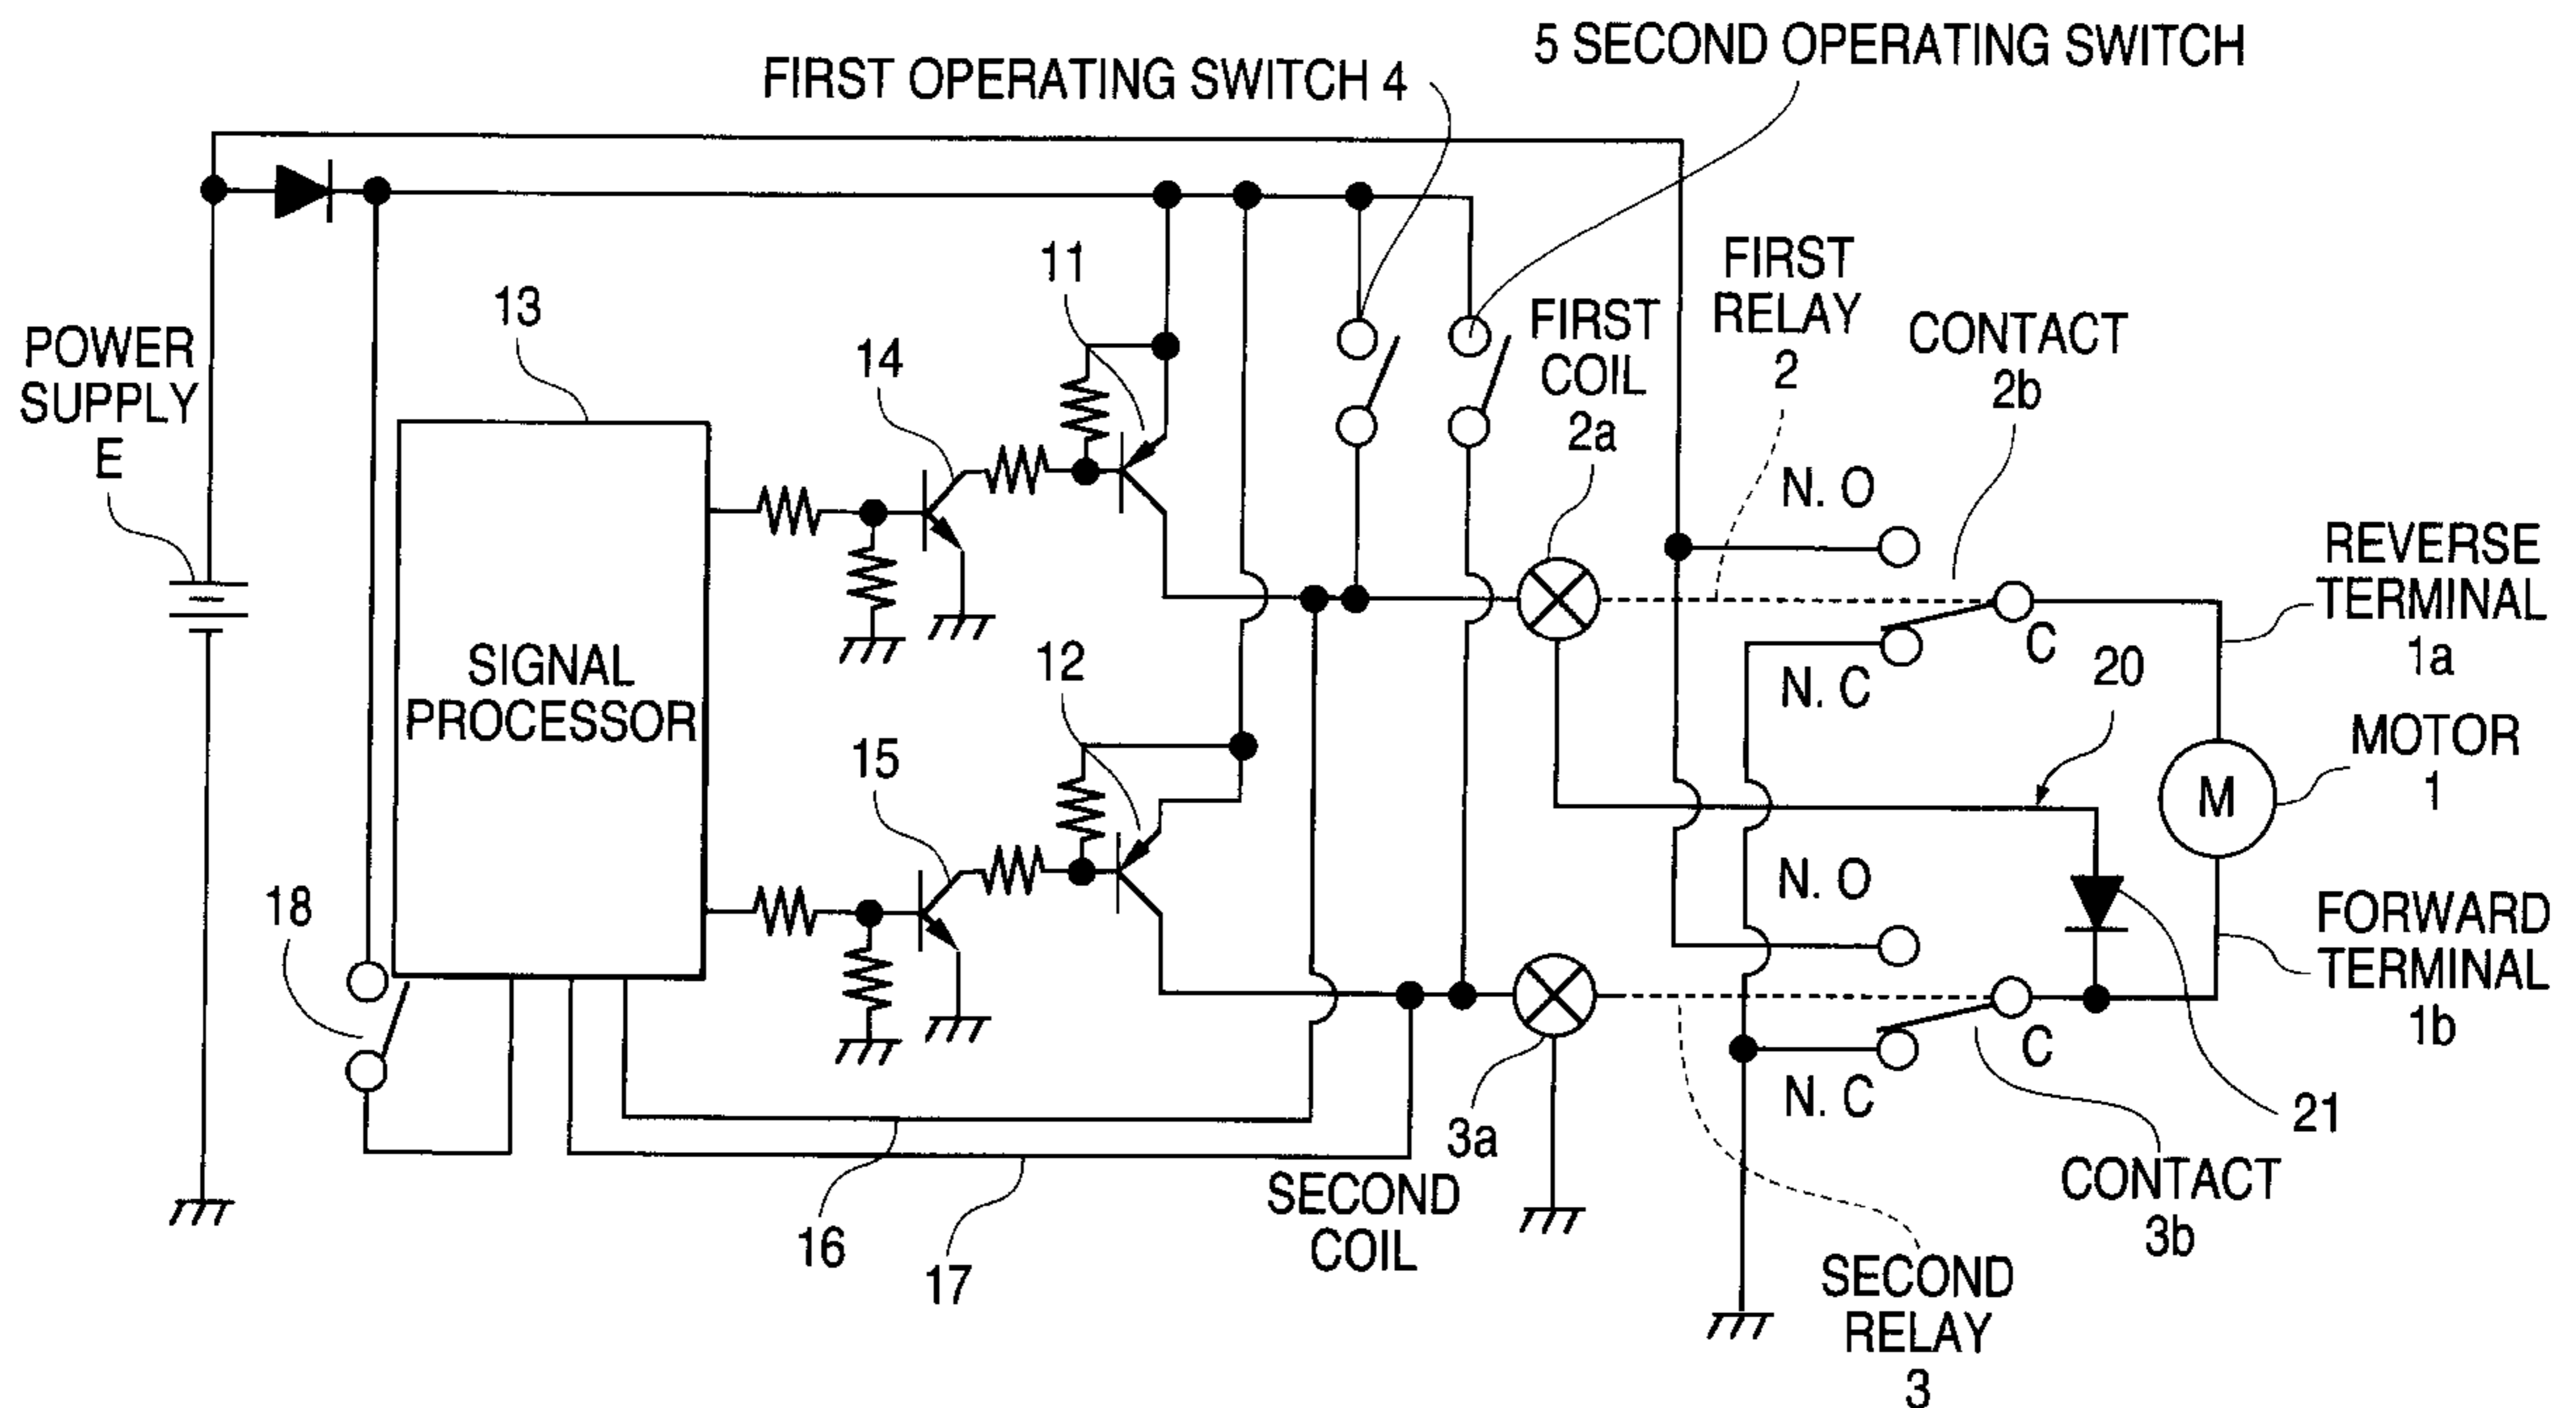 5 SECOND OPERATING SWITCH
FIRST OPERATING SWITCH 4
POWER
SUPPLY
E
13
14
11
FIRST
COIL
2a
FIRST
RELAY
2
CONTACT
2b
N. O
C
N. C
REVERSE
TERMINAL
1a
20
MOTOR
1
M
SIGNAL
PROCESSOR
12
15
18
N. O
C
N. C
FORWARD
TERMINAL
1b
21
3a
SECOND
COIL
CONTACT
3b
16
17
SECOND
RELAY
3